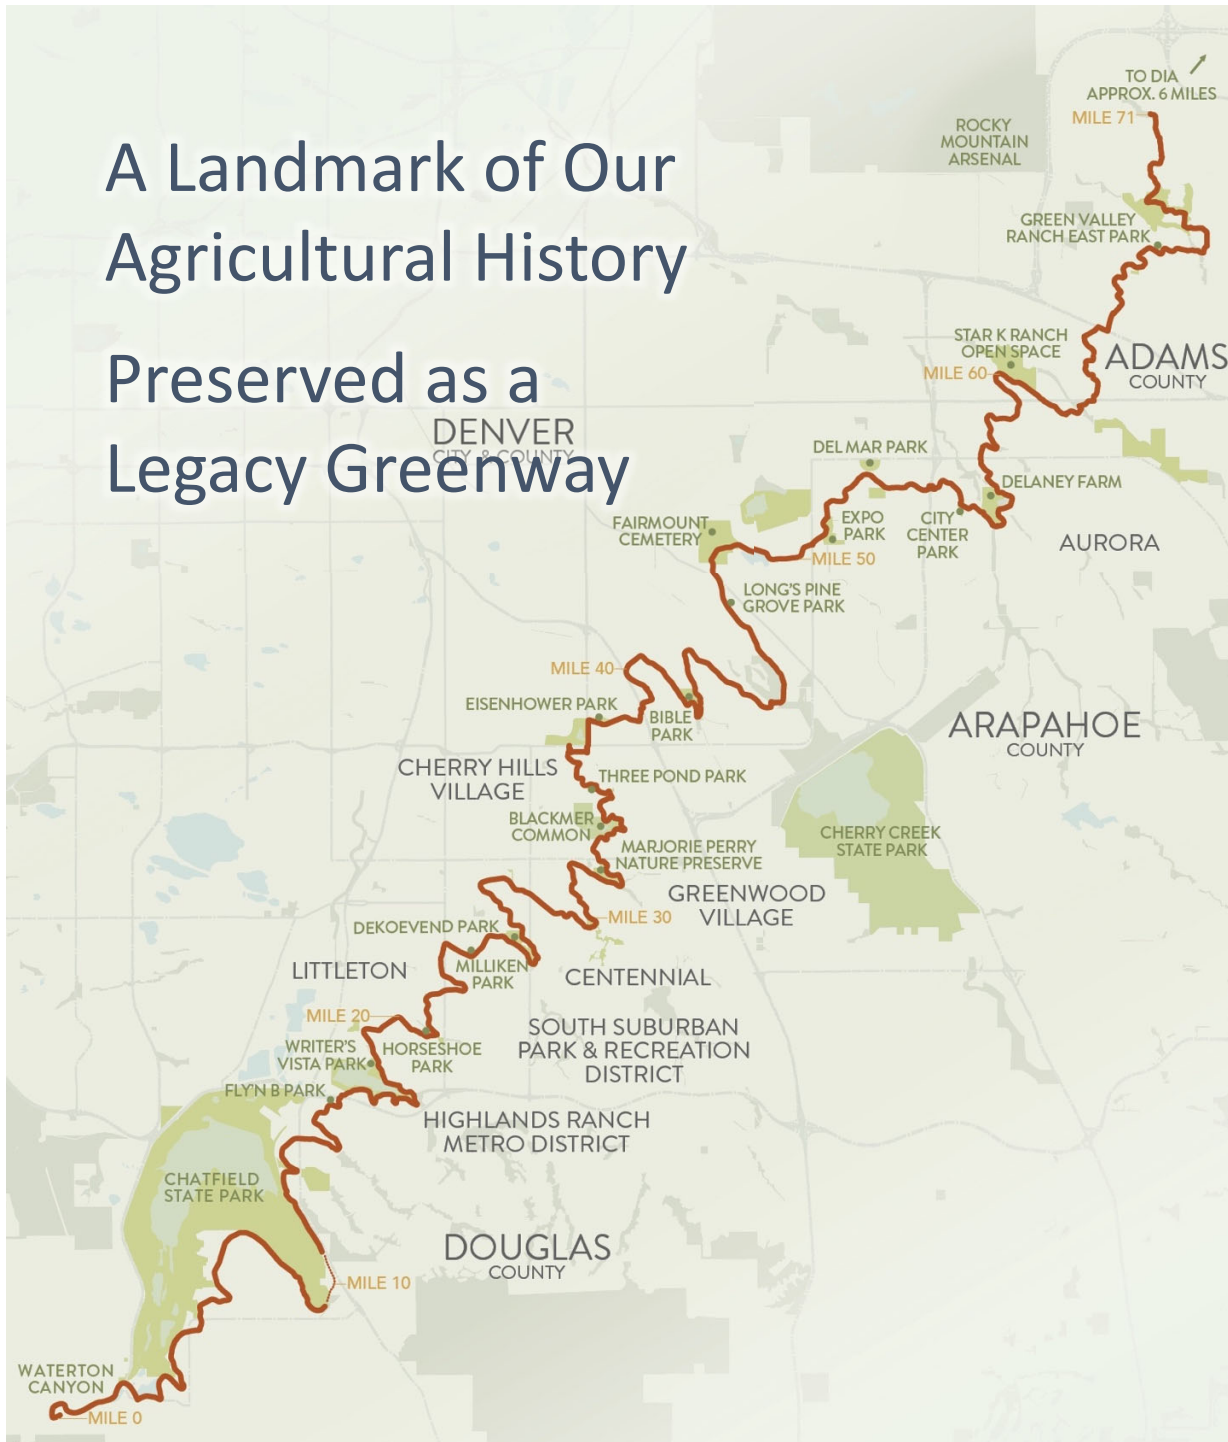 TO DIA
APPROX. 6 MILES
MILE 71
ROCKY
MOUNTAIN
ARSENAL
A Landmark of Our
Agricultural History
GREEN VALLEY
RANCH EAST PARK
STAR K RANCH
OPEN SPACE
MILE 60
ADAMS
COUNTY
Preserved as a
Legacy Greenway
DENVER
CITY & COUNTY
DEL MAR PARK
DELANEY FARM
FAIRMOUNT
CEMETERY
EXPO
PARK
CITY
CENTER
PARK
AURORA
MILE 50
LONG'S PINE
GROVE PARK
MILE 40
EISENHOWER PARK
BIBLE
PARK
ARAPAHOE
COUNTY
CHERRY HILLS
VILLAGE
THREE POND PARK
BLACKMER
COMMON
CHERRY CREEK
STATE PARK
MARJORIE PERRY
NATURE PRESERVE
GREENWOOD
VILLAGE
MILE 30
DEKOEVEND PARK
LITTLETON
MILLIKEN
PARK
CENTENNIAL
MILE 20
SOUTH SUBURBAN
PARK & RECREATION
DISTRICT
WRITER'S
VISTA PARK
HORSESHOE
PARK
FLY'N B PARK
HIGHLANDS RANCH
METRO DISTRICT
CHATFIELD
STATE PARK
DOUGLAS
COUNTY
MILE 10
WATERTON
CANYON
MILE 0